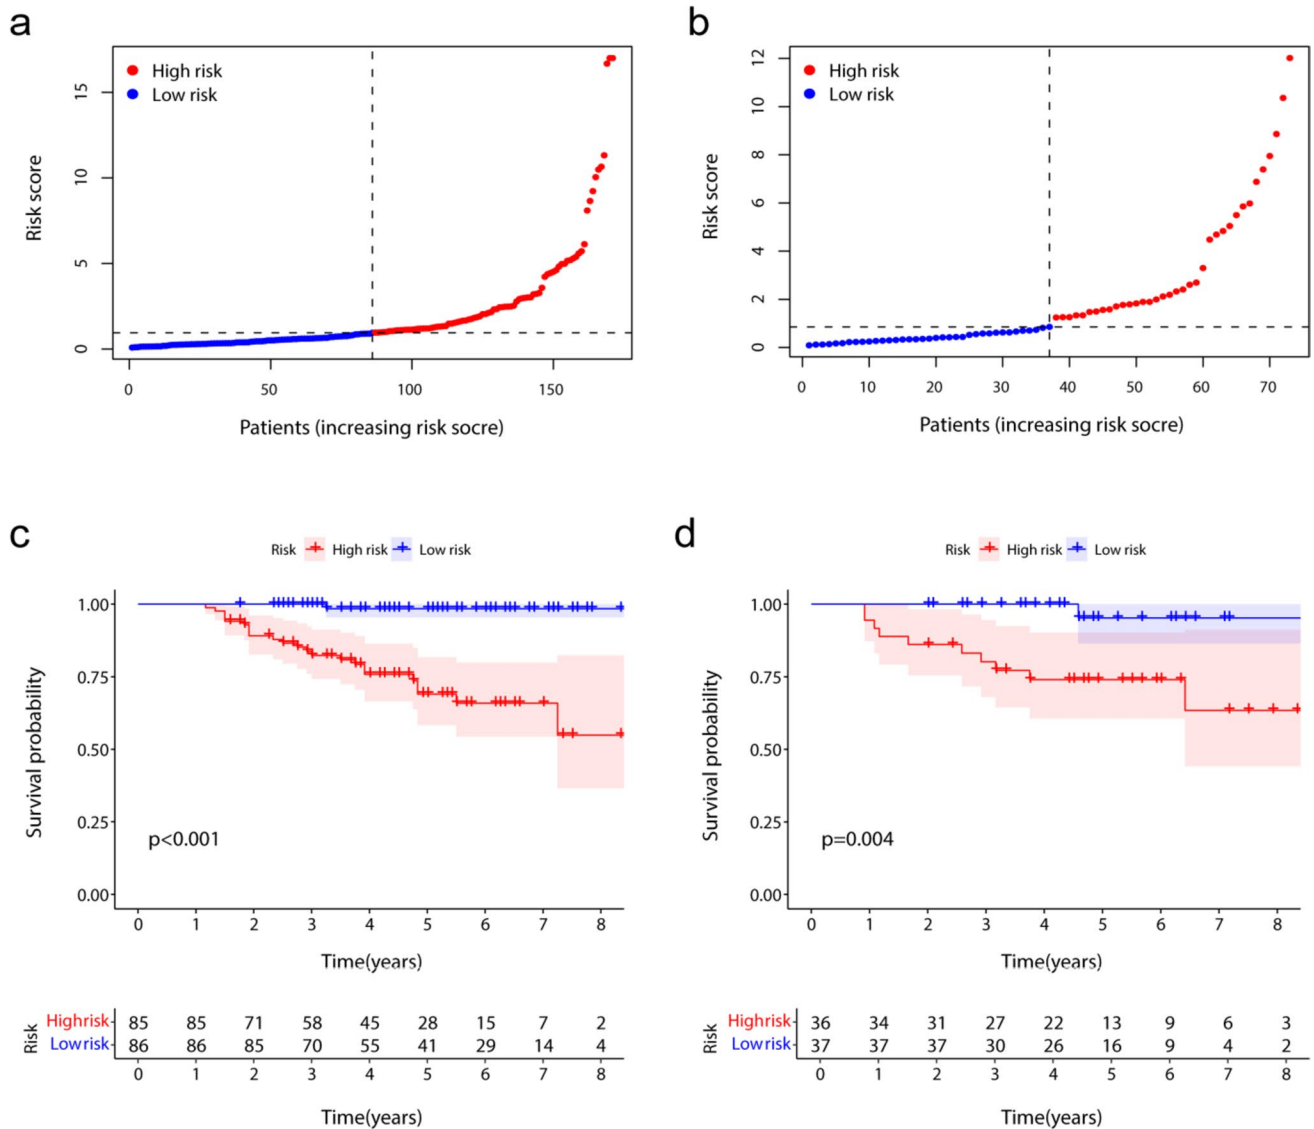 a
High risk
Low risk
Risk score
0 5 10 15
0 50 100 150
Patients (increasing risk socre)
b
High risk
Low risk
Risk score
0 2 4 6 8 10 12
0 10 20 30 40 50 60 70
Patients (increasing risk socre)
c
Risk High risk Low risk
Survival probability
1.00
0.75
0.50
0.25
0.00
p<0.001
0 1 2 3 4 5 6 7 8
Time(years)
Risk
Highrisk 85 85 71 58 45 28 15 7 2
Lowrisk 86 86 85 70 55 41 29 14 4
0 1 2 3 4 5 6 7 8
Time(years)
d
Risk High risk Low risk
Survival probability
1.00
0.75
0.50
0.25
0.00
p=0.004
0 1 2 3 4 5 6 7 8
Time(years)
Risk
Highrisk 36 34 31 27 22 13 9 6 3
Lowrisk 37 37 37 30 26 16 9 4 2
0 1 2 3 4 5 6 7 8
Time(years)